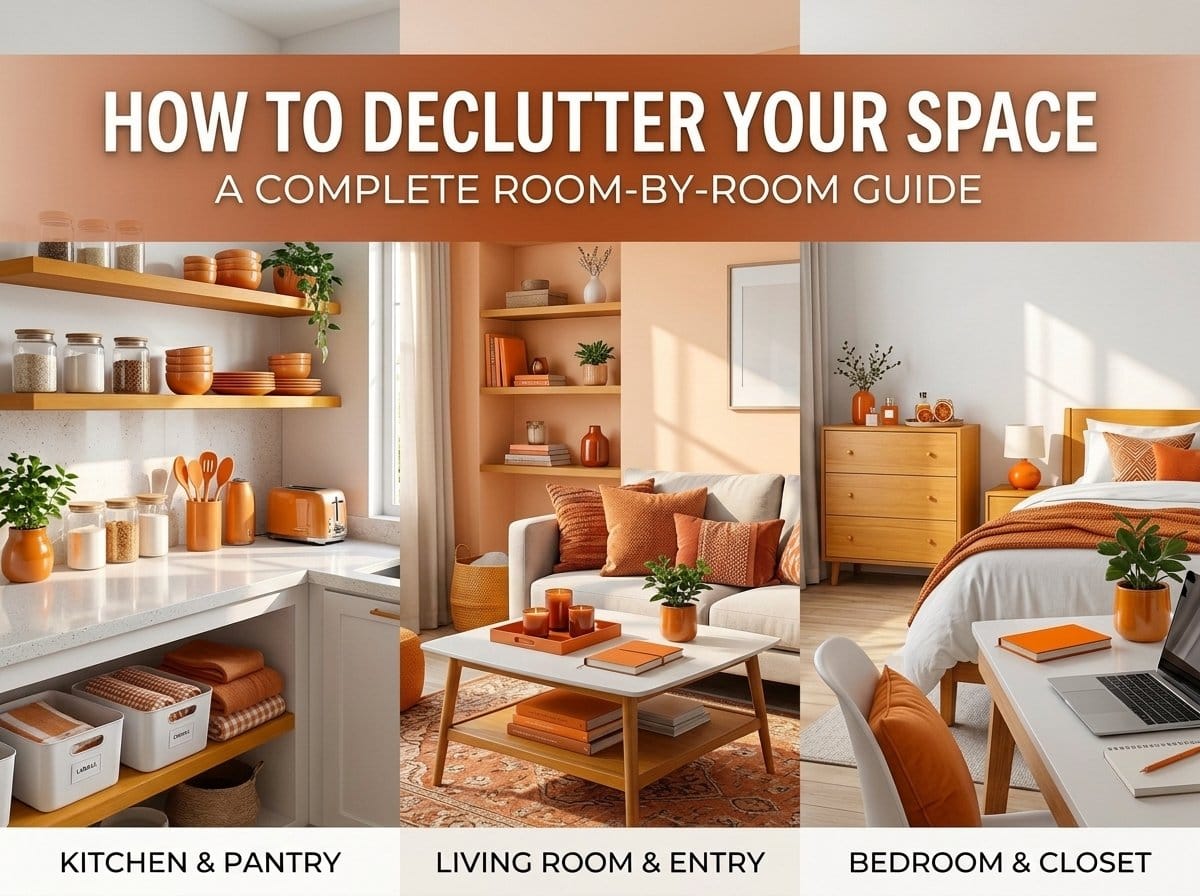 HOW TO DECLUTTER YOUR SPACE
A COMPLETE ROOM-BY-ROOM GUIDE
KITCHEN & PANTRY
LIVING ROOM & ENTRY
BEDROOM & CLOSET